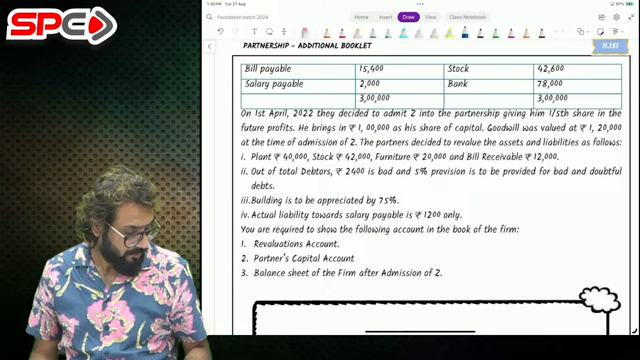 SPC
1:50 PM Tue 27 Aug
97%
Foundation batch 2024
Home Insert Draw View Class Notebook
PARTNERSHIP - ADDITIONAL BOOKLET
11.151
Bill payable 15,400 Stock 42,600
Salary payable 2,000 Bank 78,000
3,00,000 3,00,000
On 1st April, 2022 they decided to admit Z into the partnership giving him 1/5th share in the
future profits. He brings in ₹ 1, 00,000 as his share of capital. Goodwill was valued at ₹ 1, 20,000
at the time of admission of Z. The partners decided to revalue the assets and liabilities as follows:
i. Plant ₹ 40,000, Stock ₹ 42,000, Furniture ₹ 20,000 and Bill Receivable ₹ 12,000.
ii. Out of total Debtors, ₹ 2400 is bad and 5% provision is to be provided for bad and doubtful
debts.
iii. Building is to be appreciated by 75%.
iv. Actual liability towards salary payable is ₹ 1200 only.
You are required to show the following account in the book of the firm:
1. Revaluations Account.
2. Partner's Capital Account
3. Balance sheet of the Firm after Admission of Z.